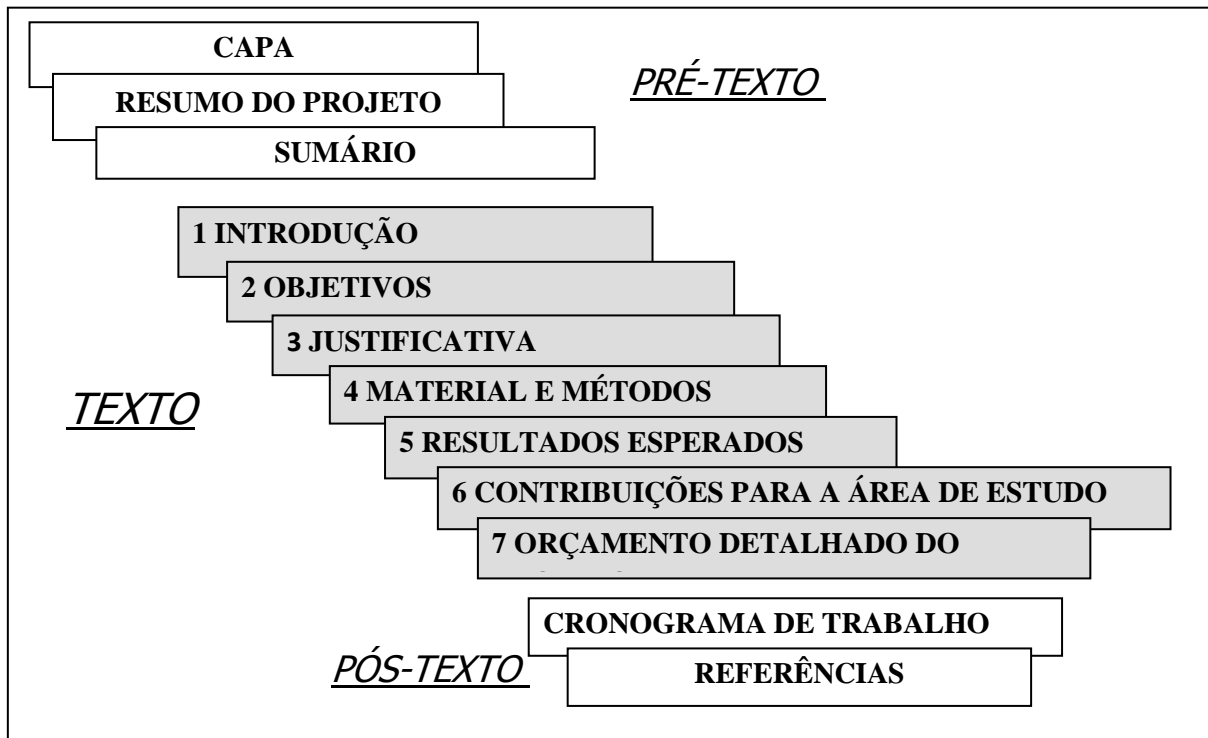 CAPA
PRÉ-TEXTO
RESUMO DO PROJETO
SUMÁRIO
1 INTRODUÇÃO
2 OBJETIVOS
3 JUSTIFICATIVA
4 MATERIAL E MÉTODOS
TEXTO
5 RESULTADOS ESPERADOS
6 CONTRIBUIÇÕES PARA A ÁREA DE ESTUDO
7 ORÇAMENTO DETALHADO DO
CRONOGRAMA DE TRABALHO
PÓS-TEXTO
REFERÊNCIAS